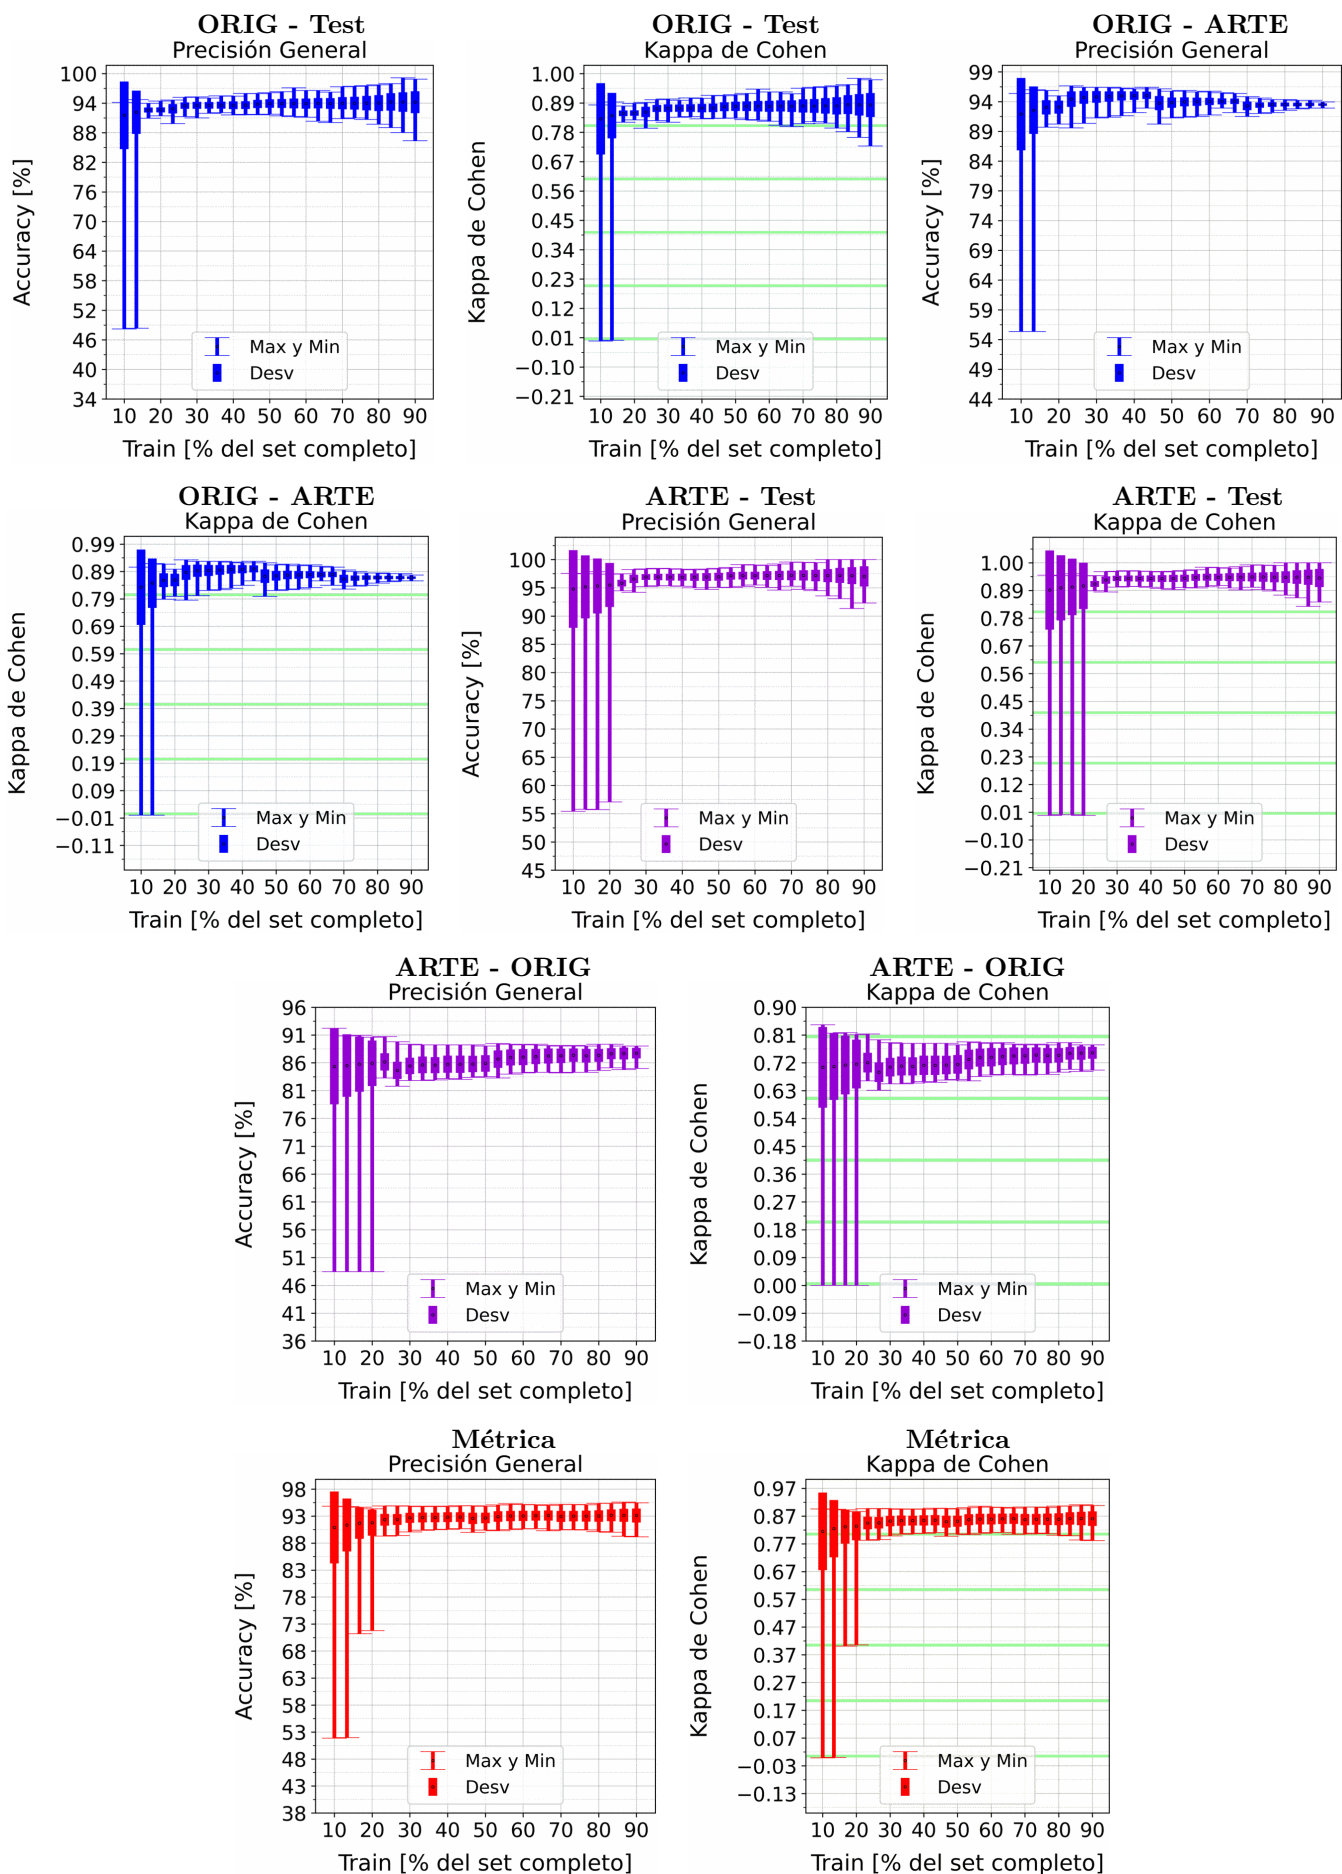 ORIG - Test
Precisión General
Accuracy [%]
100
94
88
82
76
70
64
58
52
46
40
34
Max y Min
Desv
10 20 30 40 50 60 70 80 90
Train [% del set completo]
ORIG - Test
Kappa de Cohen
Kappa de Cohen
1.00
0.89
0.78
0.67
0.56
0.45
0.34
0.23
0.12
0.01
−0.10
−0.21
Max y Min
Desv
10 20 30 40 50 60 70 80 90
Train [% del set completo]
ORIG - ARTE
Precisión General
Accuracy [%]
99
94
89
84
79
74
69
64
59
54
49
44
Max y Min
Desv
10 20 30 40 50 60 70 80 90
Train [% del set completo]
ORIG - ARTE
Kappa de Cohen
Kappa de Cohen
0.99
0.89
0.79
0.69
0.59
0.49
0.39
0.29
0.19
0.09
−0.01
−0.11
Max y Min
Desv
10 20 30 40 50 60 70 80 90
Train [% del set completo]
ARTE - Test
Precisión General
Accuracy [%]
100
95
90
85
80
75
70
65
60
55
50
45
Max y Min
Desv
10 20 30 40 50 60 70 80 90
Train [% del set completo]
ARTE - Test
Kappa de Cohen
Kappa de Cohen
1.00
0.89
0.78
0.67
0.56
0.45
0.34
0.23
0.12
0.01
−0.10
−0.21
Max y Min
Desv
10 20 30 40 50 60 70 80 90
Train [% del set completo]
ARTE - ORIG
Precisión General
Accuracy [%]
96
91
86
81
76
71
66
61
56
51
46
41
36
Max y Min
Desv
10 20 30 40 50 60 70 80 90
Train [% del set completo]
ARTE - ORIG
Kappa de Cohen
Kappa de Cohen
0.90
0.81
0.72
0.63
0.54
0.45
0.36
0.27
0.18
0.09
0.00
−0.09
−0.18
Max y Min
Desv
10 20 30 40 50 60 70 80 90
Train [% del set completo]
Métrica
Precisión General
Accuracy [%]
98
93
88
83
78
73
68
63
58
53
48
43
38
Max y Min
Desv
10 20 30 40 50 60 70 80 90
Train [% del set completo]
Métrica
Kappa de Cohen
Kappa de Cohen
0.97
0.87
0.77
0.67
0.57
0.47
0.37
0.27
0.17
0.07
−0.03
−0.13
Max y Min
Desv
10 20 30 40 50 60 70 80 90
Train [% del set completo]